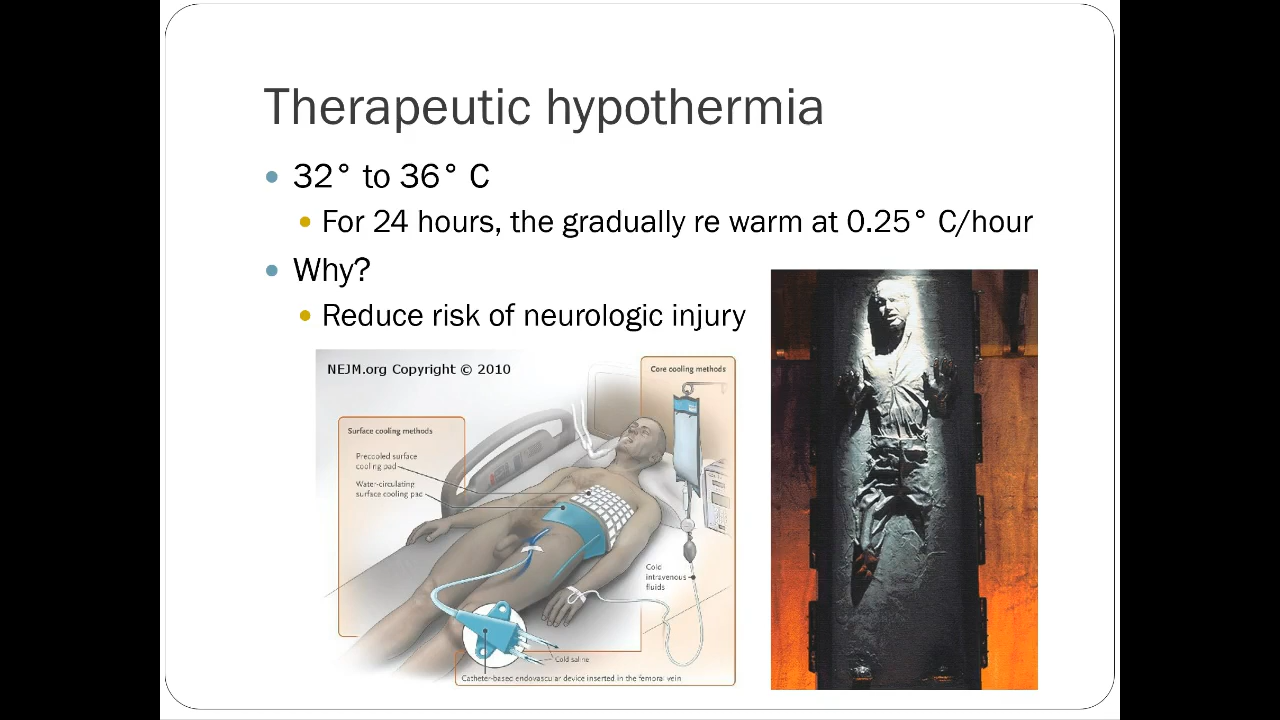 Therapeutic hypothermia
• 32° to 36° C
• For 24 hours, the gradually re warm at 0.25° C/hour
• Why?
• Reduce risk of neurologic injury
NEJM.org Copyright © 2010
Core cooling methods
Surface cooling methods
Precooled surface
cooling pad
Water-circulating
surface cooling pad
Cold
intravenous
fluids
Cold saline
Catheter-based endovascular device inserted in the femoral vein